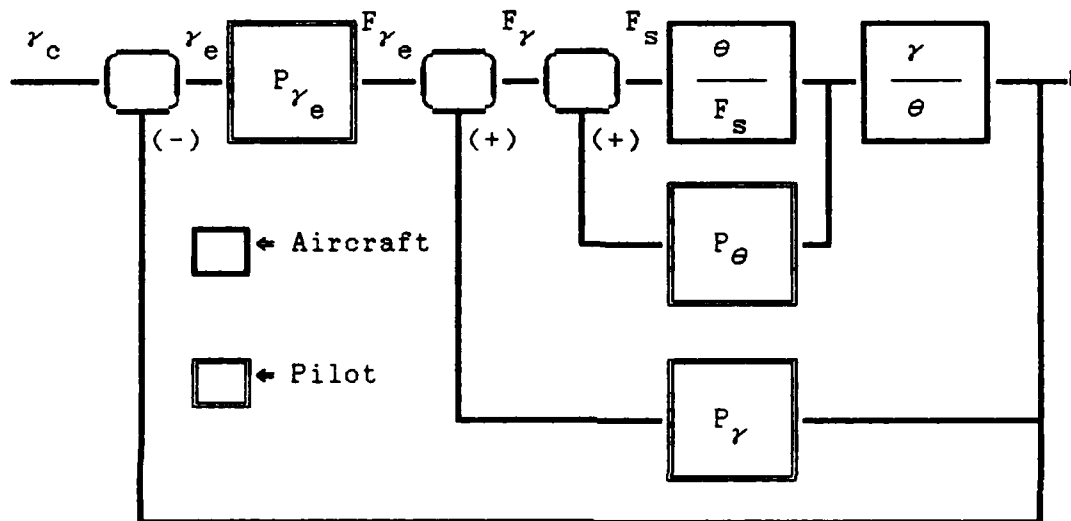 γc γe Fγe Fγ Fs
Pγe
θ
Fs
γ
θ
(-) (+) (+)
Pθ
← Aircraft
← Pilot
Pγ